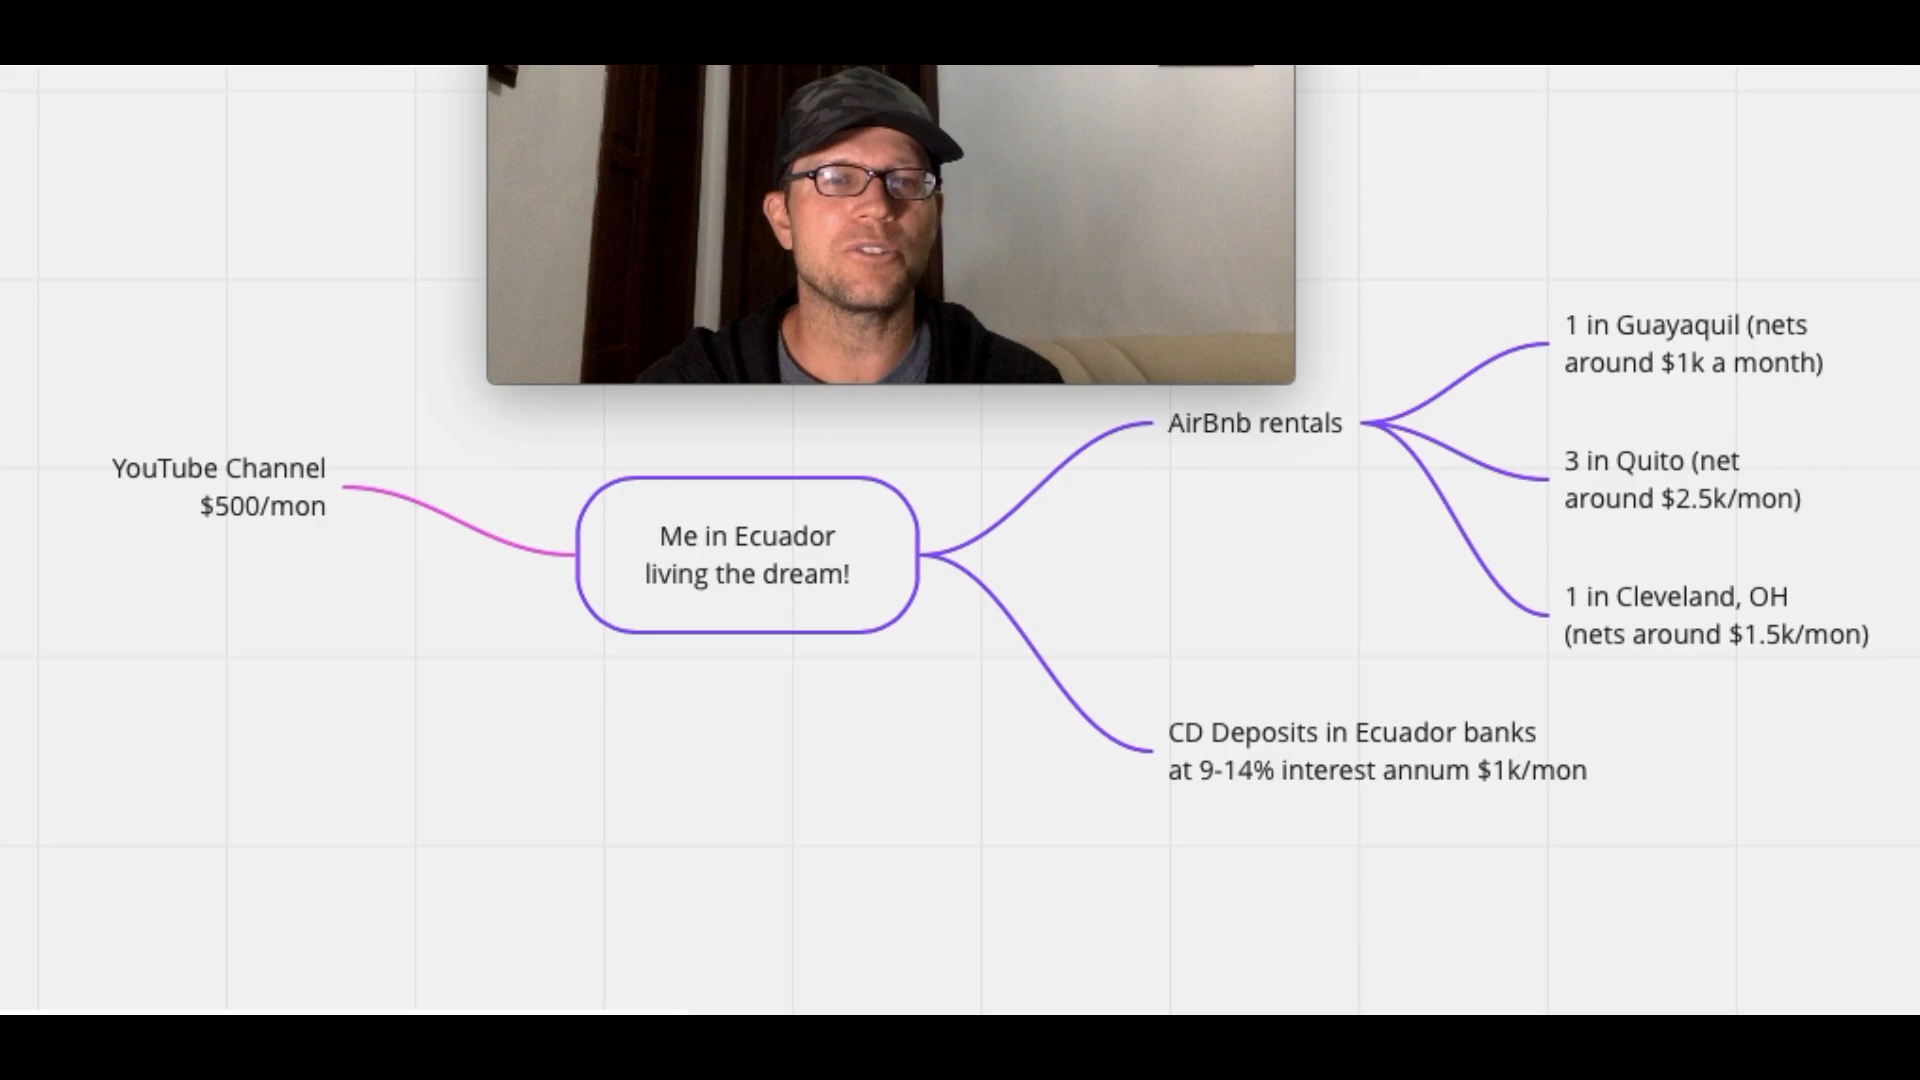 YouTube Channel
$500/mon
Me in Ecuador
living the dream!
AirBnb rentals
1 in Guayaquil (nets
around $1k a month)
3 in Quito (net
around $2.5k/mon)
1 in Cleveland, OH
(nets around $1.5k/mon)
CD Deposits in Ecuador banks
at 9-14% interest annum $1k/mon